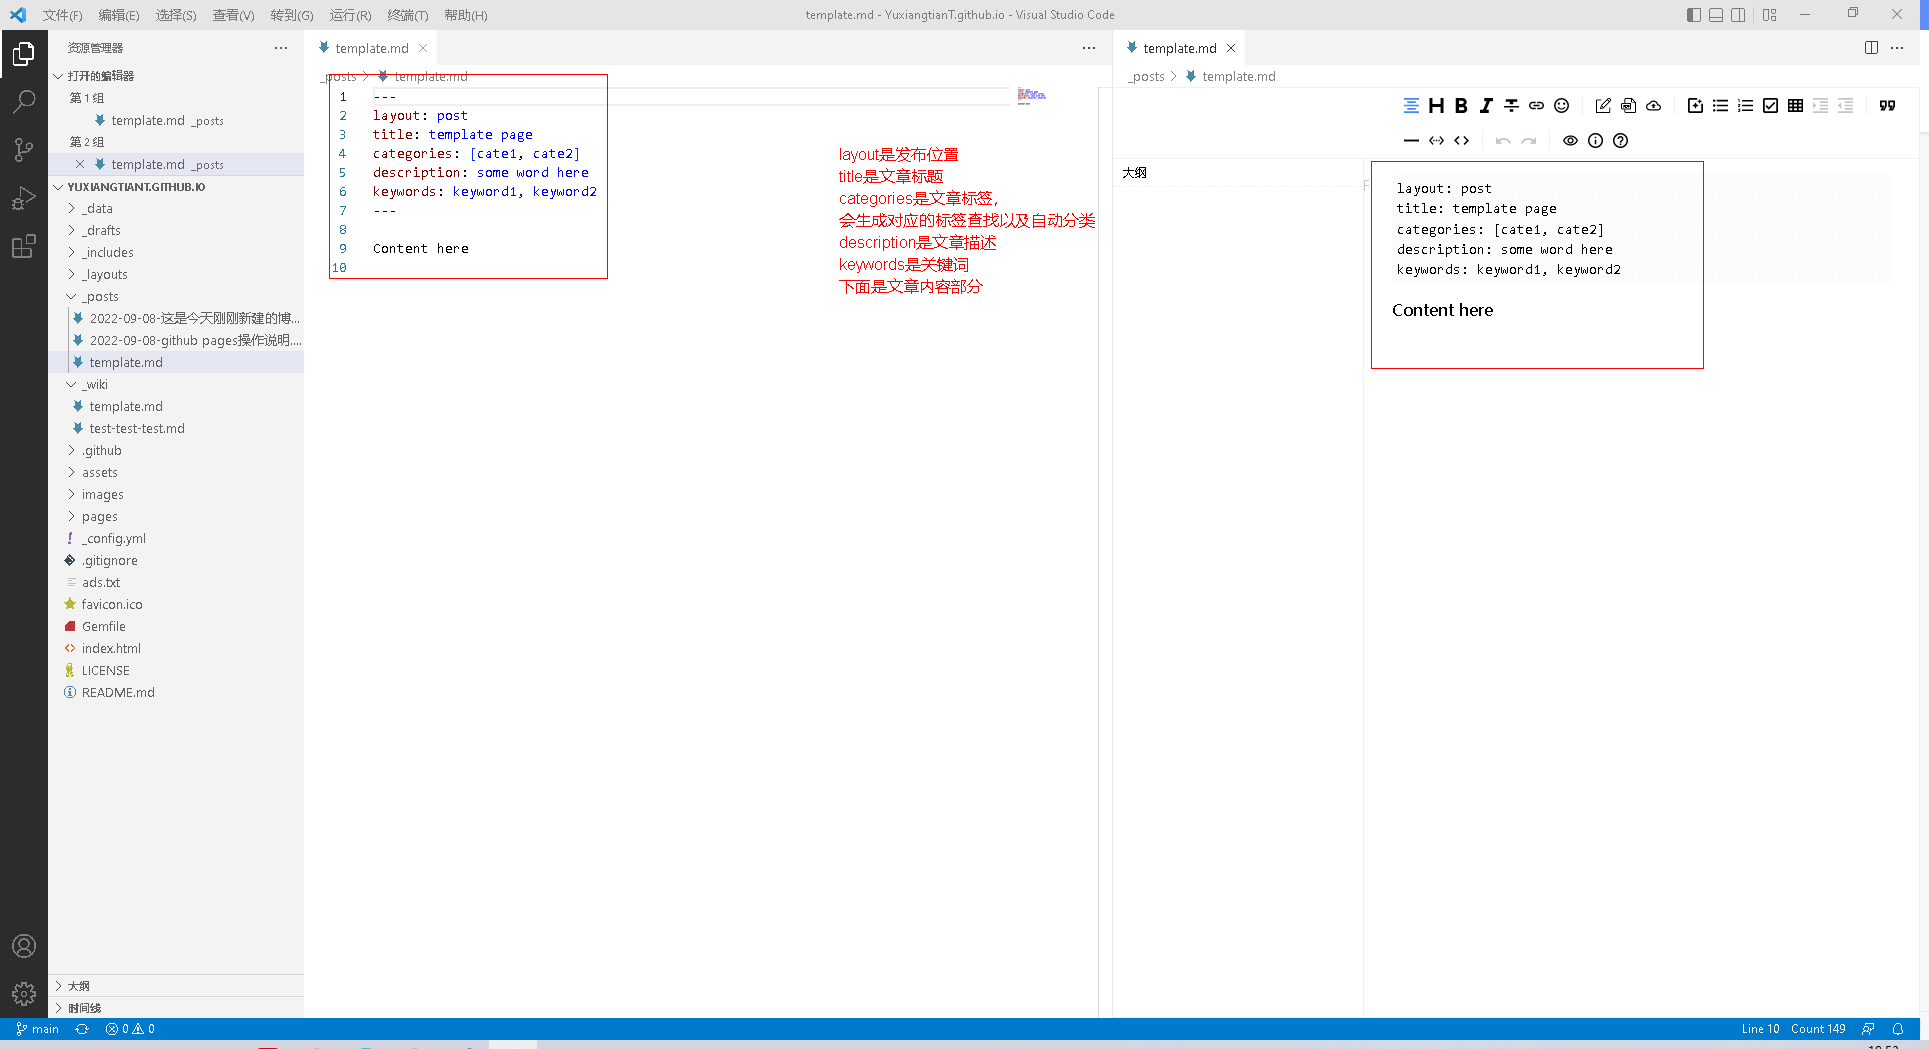 文件(F) 编辑(E) 选择(S) 查看(V) 转到(G) 运行(R) 终端(T) 帮助(H)
template.md - YuxiangtianT.github.io - Visual Studio Code
资源管理器
打开的编辑器
第 1 组
template.md _posts
第 2 组
template.md _posts
YUXIANGTIANT.GITHUB.IO
_data
_drafts
_includes
_layouts
_posts
2022-09-08-这是今天刚刚新建的博...
2022-09-08-github pages操作说明....
template.md
_wiki
template.md
test-test-test.md
.github
assets
images
pages
_config.yml
.gitignore
ads.txt
favicon.ico
Gemfile
index.html
LICENSE
README.md
大纲
时间线
template.md
_posts > template.md
1 ---
2 layout: post
3 title: template page
4 categories: [cate1, cate2]
5 description: some word here
6 keywords: keyword1, keyword2
7 ---
8
9 Content here
10
layout是发布位置
title是文章标题
categories是文章标签，
会生成对应的标签查找以及自动分类
description是文章描述
keywords是关键词
下面是文章内容部分
template.md
_posts > template.md
大纲
layout: post
title: template page
categories: [cate1, cate2]
description: some word here
keywords: keyword1, keyword2
Content here
main 0 0
Line 10 Count 149